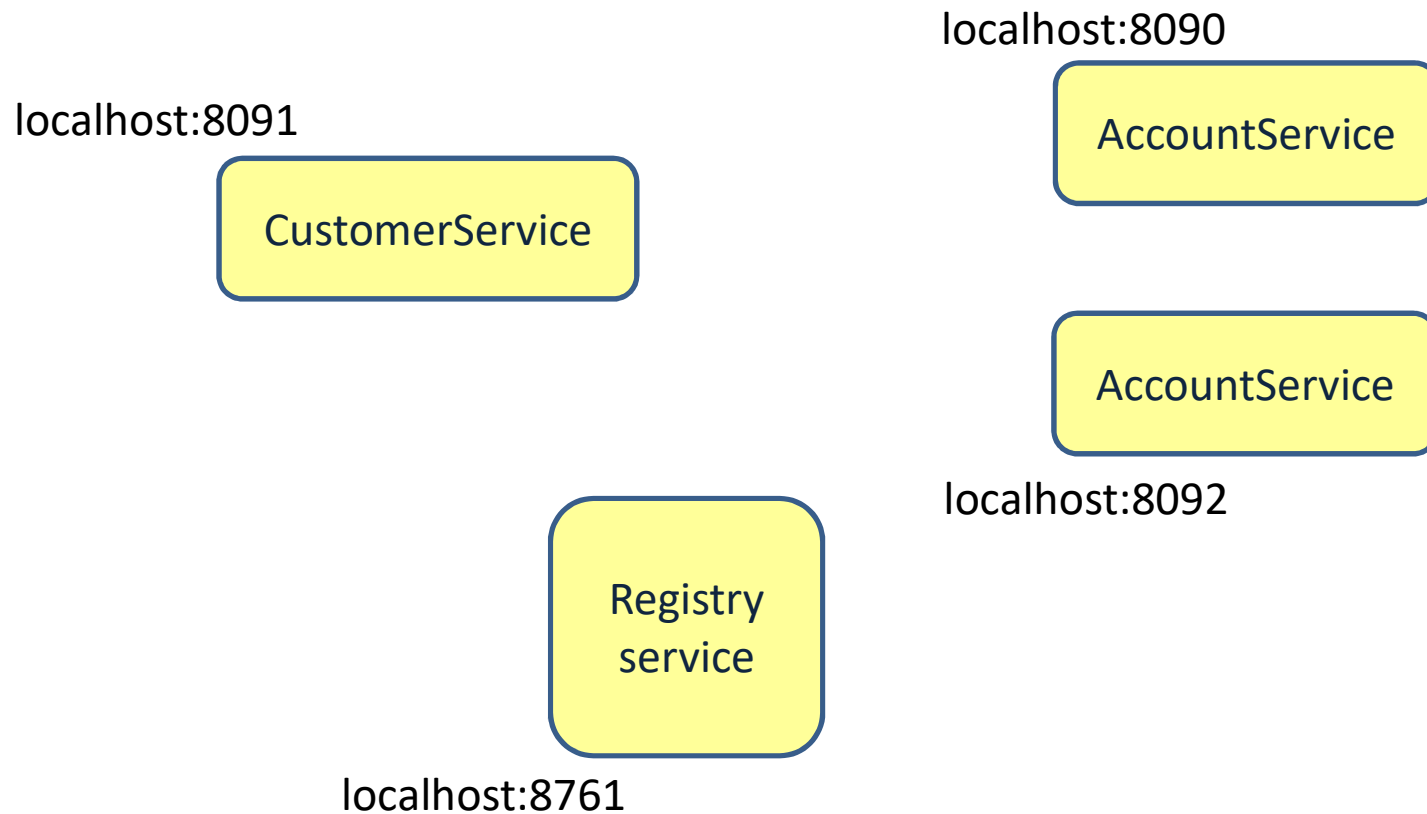 localhost:8090
AccountService
localhost:8091
CustomerService
AccountService
localhost:8092
Registry
service
localhost:8761